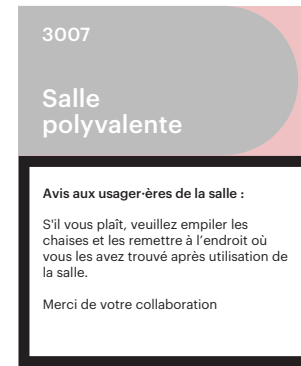 3007
Salle
polyvalente
Avis aux usager·ères de la salle :
S'il vous plaît, veuillez empiler les
chaises et les remettre à l’endroit où
vous les avez trouvé après utilisation de
la salle.
Merci de votre collaboration